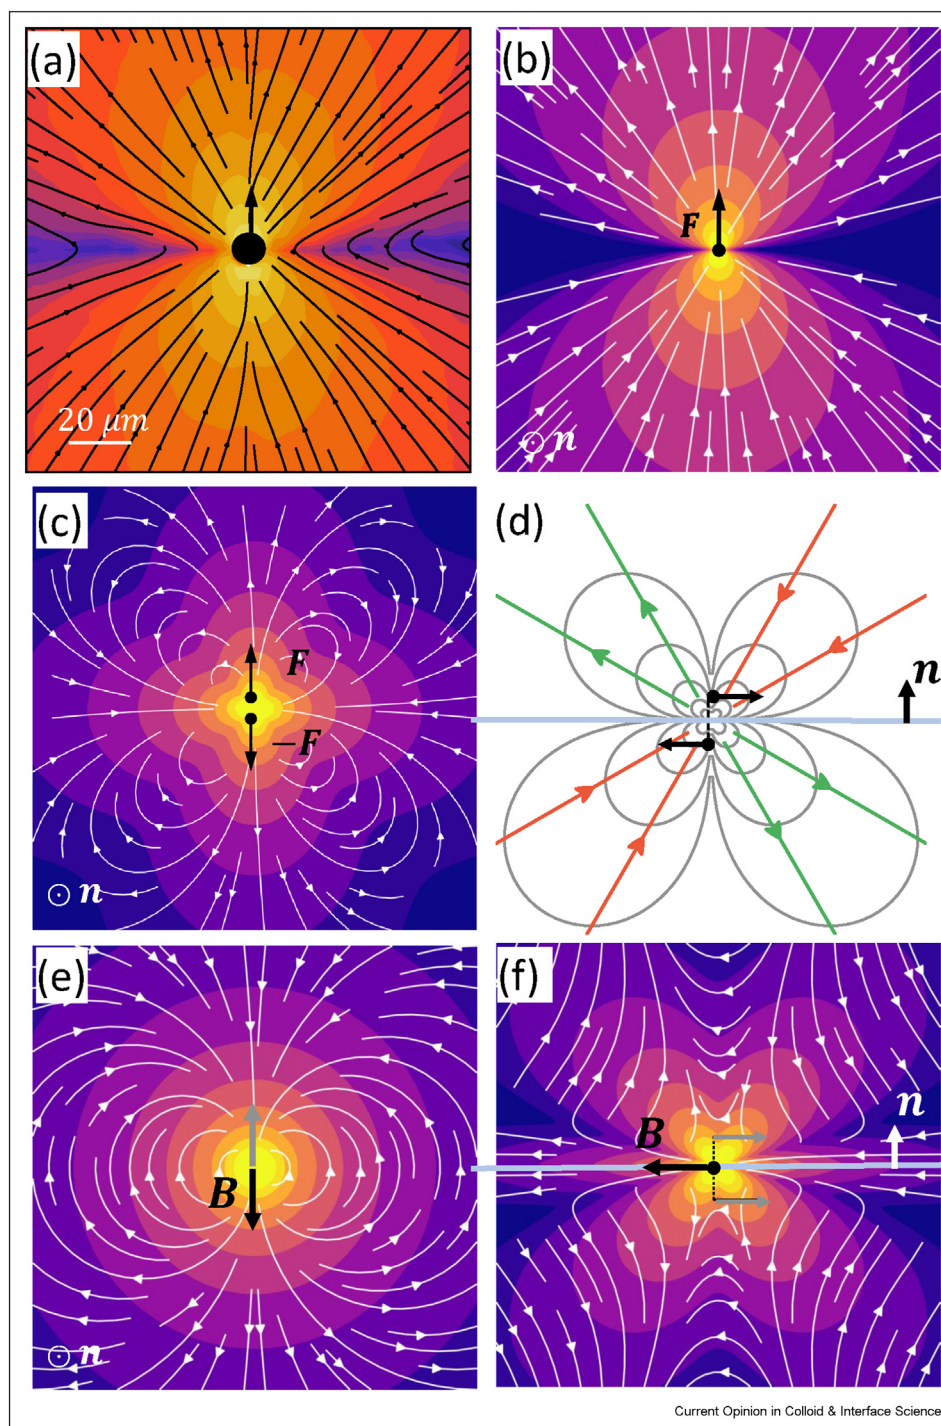 (a)
20 μm
(b)
F
⊙ n
(c)
F
−F
⊙ n
(d)
n
(e)
B
⊙ n
(f)
B
n
Current Opinion in Colloid & Interface Science